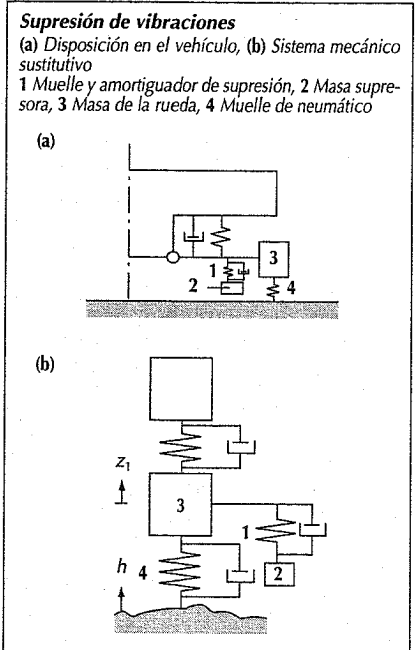 Supresión de vibraciones
(a) Disposición en el vehículo, (b) Sistema mecánico
sustitutivo
1 Muelle y amortiguador de supresión, 2 Masa supre-
sora, 3 Masa de la rueda, 4 Muelle de neumático
(a)
3
1
2
4
(b)
z1
3
1
h
4
2